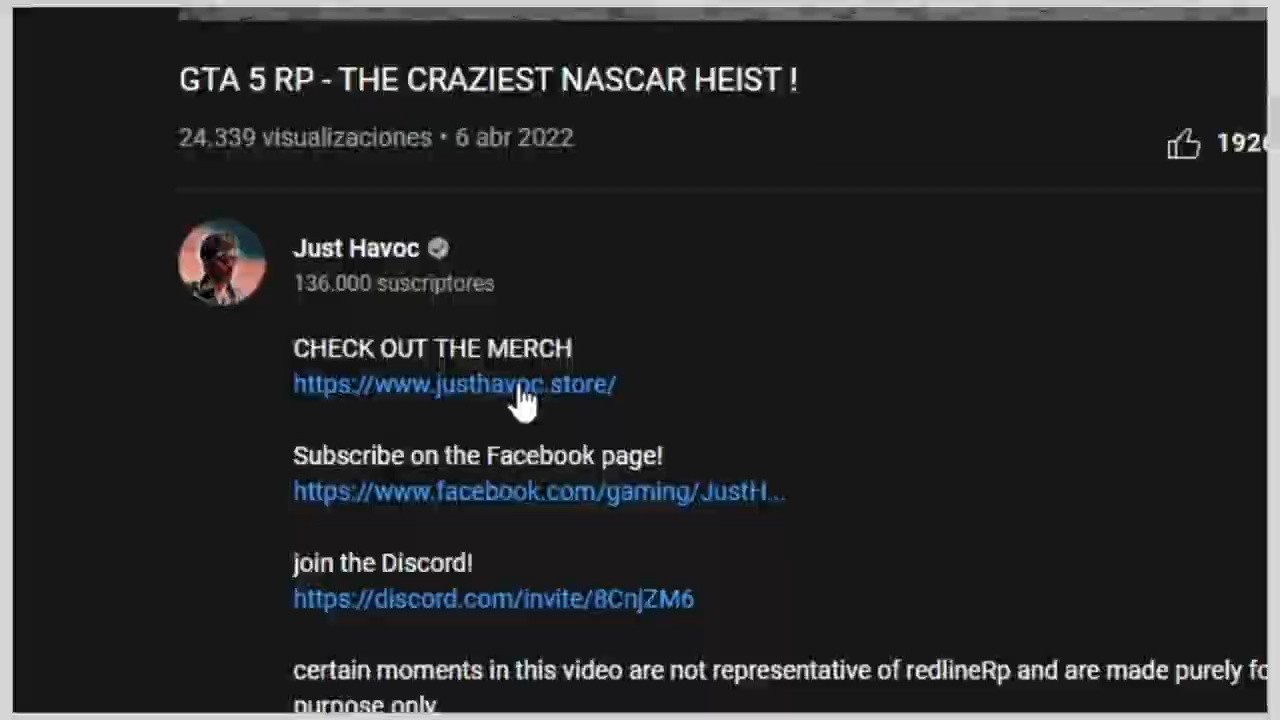 GTA 5 RP - THE CRAZIEST NASCAR HEIST !
24.339 visualizaciones • 6 abr 2022
192
Just Havoc
136.000 suscriptores
CHECK OUT THE MERCH
https://www.justhavoc.store/
Subscribe on the Facebook page!
https://www.facebook.com/gaming/JustH...
join the Discord!
https://discord.com/invite/8CnjZM6
certain moments in this video are not representative of redlineRp and are made purely fo
purpose only.